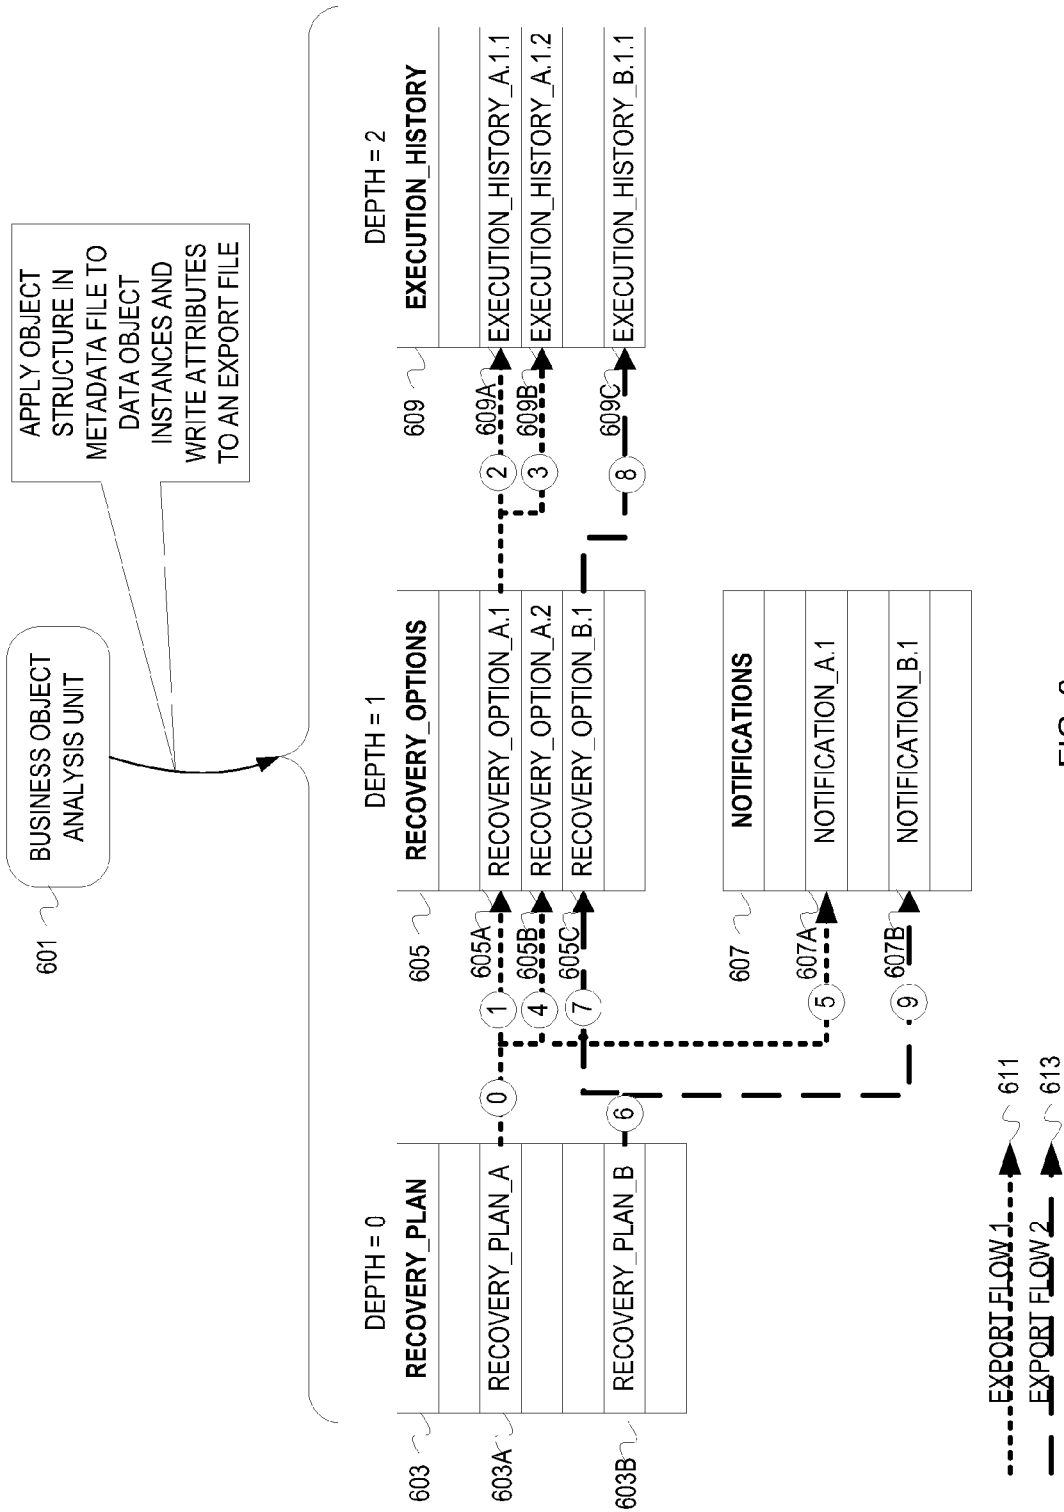 BUSINESS OBJECT
ANALYSIS UNIT
601
APPLY OBJECT
STRUCTURE IN
METADATA FILE TO
DATA OBJECT
INSTANCES AND
WRITE ATTRIBUTES
TO AN EXPORT FILE
DEPTH = 0
RECOVERY_PLAN
RECOVERY_PLAN_A
RECOVERY_PLAN_B
603
603A
603B
0
6
DEPTH = 1
RECOVERY_OPTIONS
RECOVERY_OPTION_A.1
RECOVERY_OPTION_A.2
RECOVERY_OPTION_B.1
605
605A
605B
605C
1
4
7
NOTIFICATIONS
NOTIFICATION_A.1
NOTIFICATION_B.1
607
607A
607B
5
9
DEPTH = 2
EXECUTION_HISTORY
EXECUTION_HISTORY_A.1.1
EXECUTION_HISTORY_A.1.2
EXECUTION_HISTORY_B.1.1
609
609A
609B
609C
2
3
8
EXPORT FLOW 1
611
EXPORT FLOW 2
613
FIG.